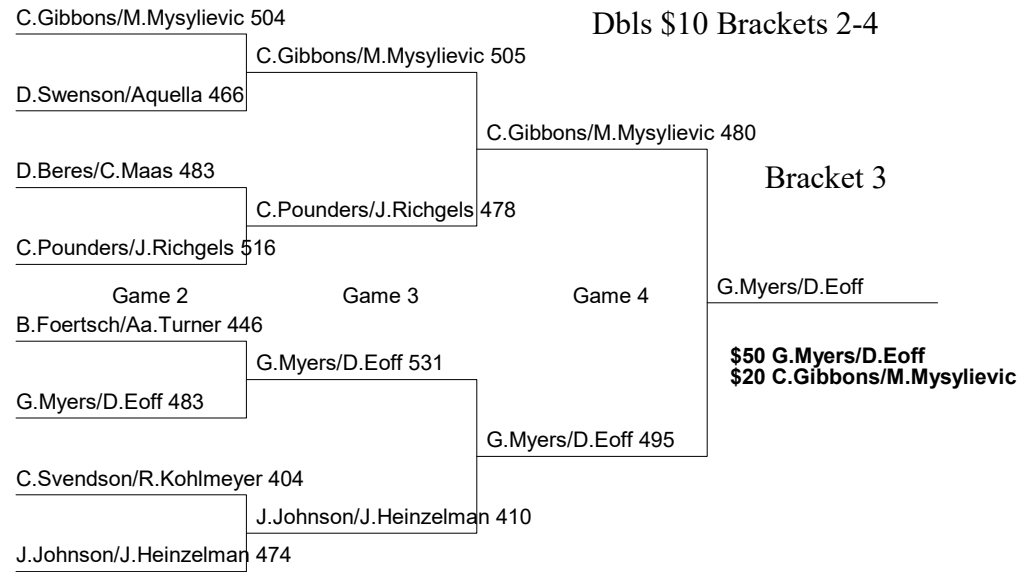 C.Gibbons/M.Mysylievic 504
Dbls $10 Brackets 2-4
C.Gibbons/M.Mysylievic 505
D.Swenson/Aquella 466
C.Gibbons/M.Mysylievic 480
D.Beres/C.Maas 483
Bracket 3
C.Pounders/J.Richgels 478
C.Pounders/J.Richgels 516
Game 2 Game 3 Game 4
G.Myers/D.Eoff
B.Foertsch/Aa.Turner 446
G.Myers/D.Eoff 531
$50 G.Myers/D.Eoff
$20 C.Gibbons/M.Mysylievic
G.Myers/D.Eoff 483
G.Myers/D.Eoff 495
C.Svendson/R.Kohlmeyer 404
J.Johnson/J.Heinzelman 410
J.Johnson/J.Heinzelman 474